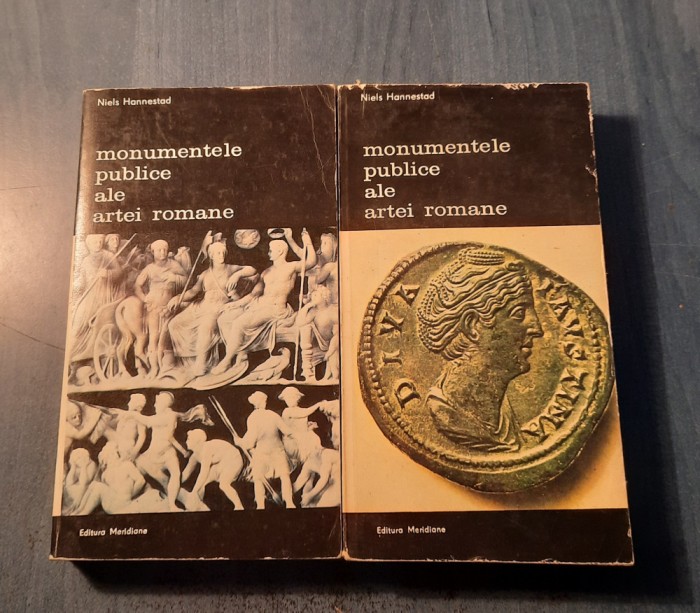 Niels Hannestad
monumentele
publice
ale
artei romane
Editura Meridiane
Niels Hannestad
monumentele
publice
ale
artei romane
DIVA FAUSTINA
Editura Meridiane